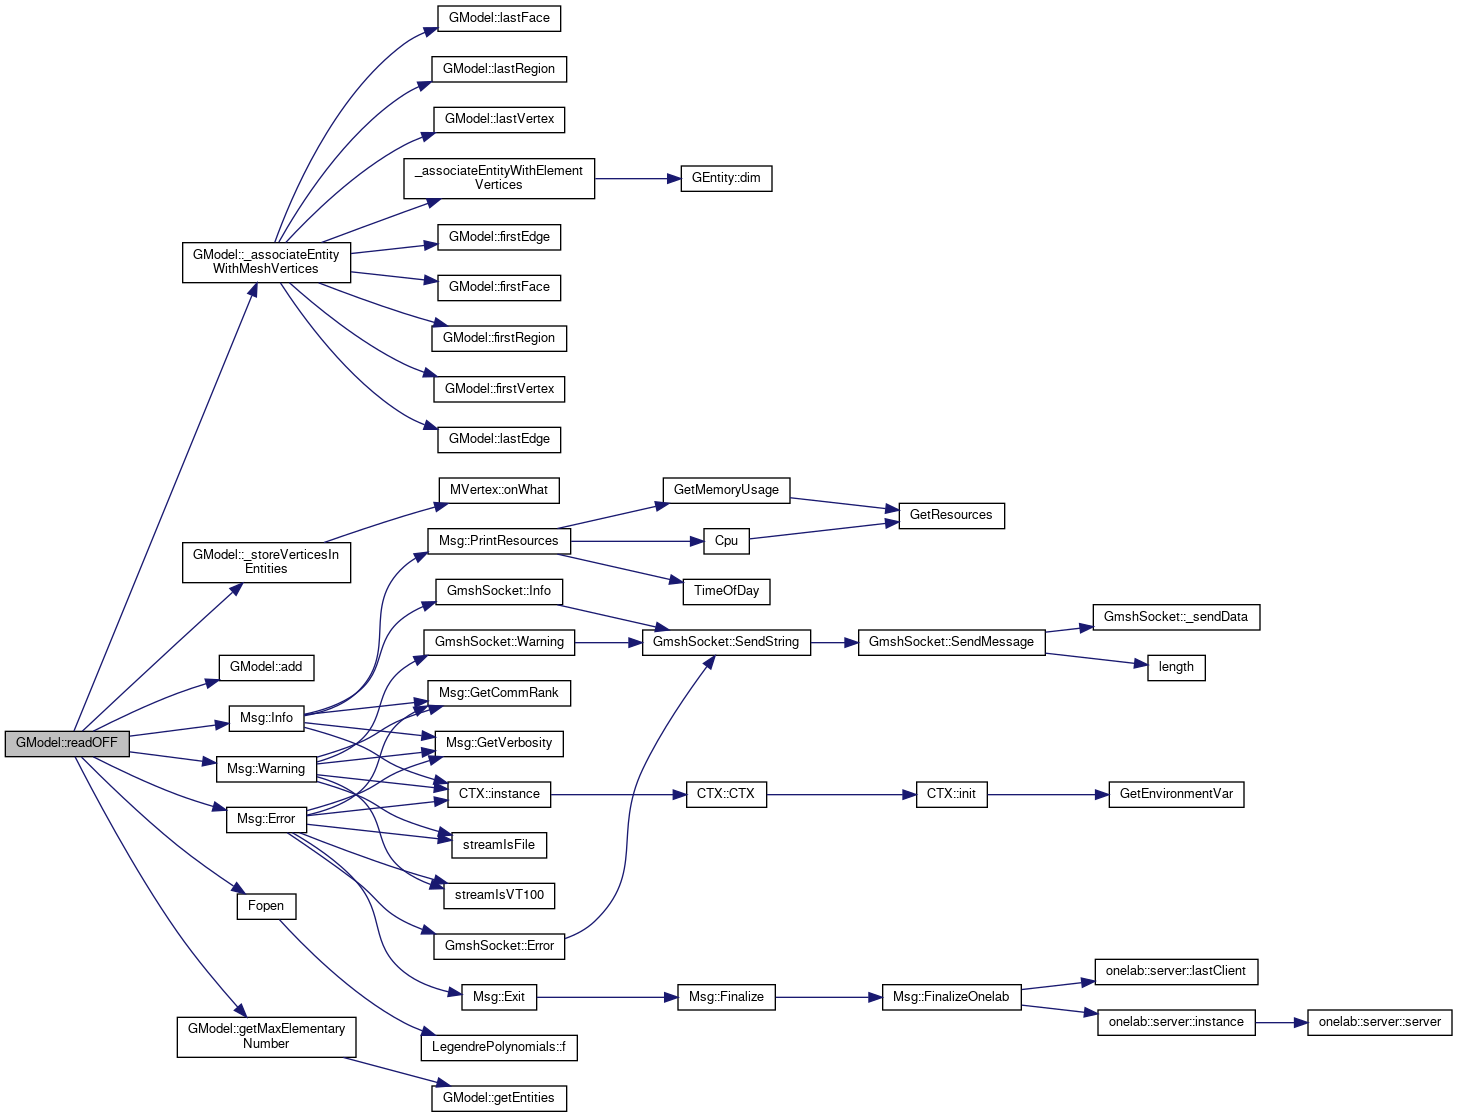 GModel::lastFace
GModel::lastRegion
GModel::lastVertex
_associateEntityWithElement
Vertices
GEntity::dim
GModel::firstEdge
GModel::_associateEntity
WithMeshVertices
GModel::firstFace
GModel::firstRegion
GModel::firstVertex
GModel::lastEdge
MVertex::onWhat
GetMemoryUsage
GetResources
Msg::PrintResources
Cpu
GModel::_storeVerticesIn
Entities
GmshSocket::Info
TimeOfDay
GmshSocket::_sendData
GmshSocket::Warning
GmshSocket::SendString
GmshSocket::SendMessage
GModel::add
length
Msg::GetCommRank
Msg::Info
GModel::readOFF
Msg::GetVerbosity
Msg::Warning
CTX::instance
CTX::CTX
CTX::init
GetEnvironmentVar
Msg::Error
streamIsFile
streamIsVT100
Fopen
GmshSocket::Error
onelab::server::lastClient
Msg::Exit
Msg::Finalize
Msg::FinalizeOnelab
onelab::server::instance
onelab::server::server
GModel::getMaxElementary
Number
LegendrePolynomials::f
GModel::getEntities